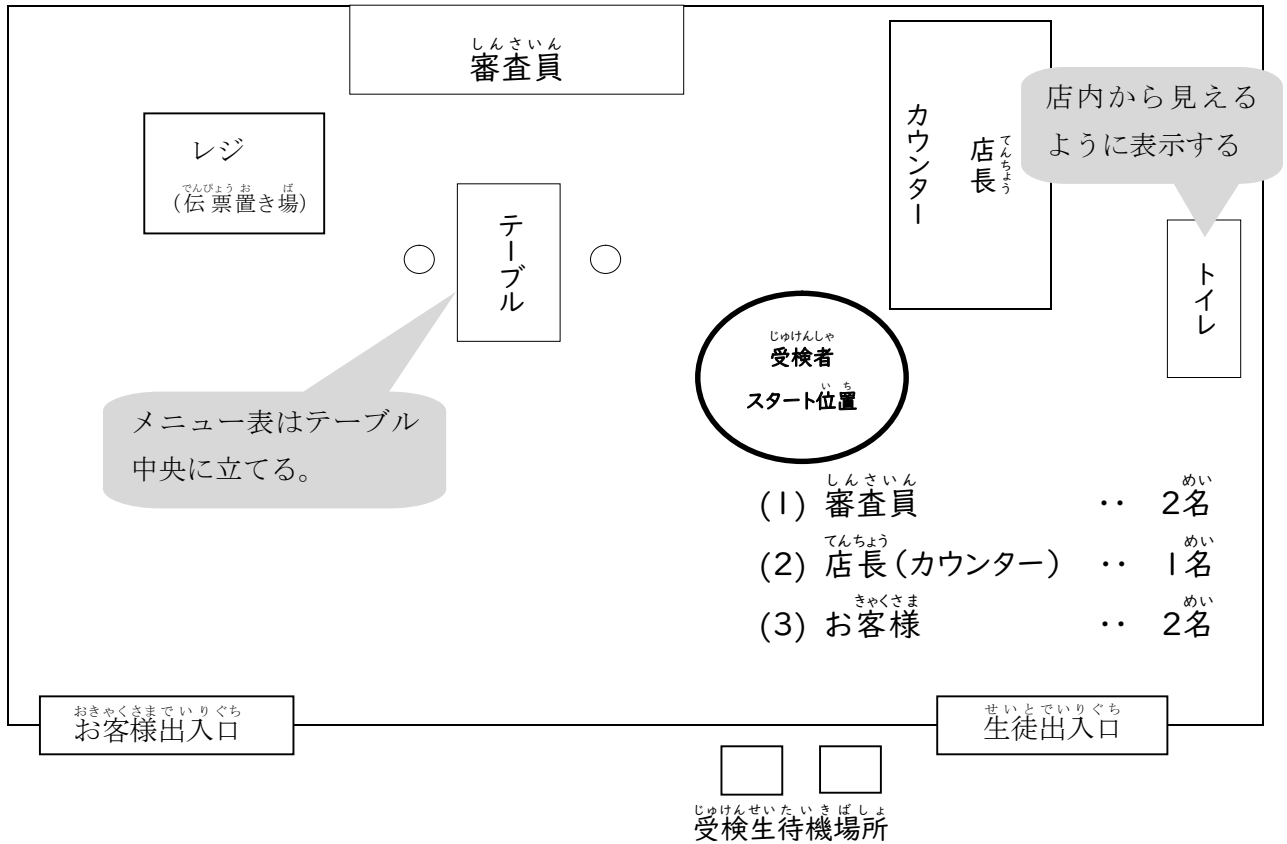 しんさいん
審査員
レジ
でんぴょうおば
(伝票置き場)
テーブル
カウンター
店長
てんちょう
店内から見える
ように表示する
トイレ
じゅけんしゃ
受検者
いち
スタート位置
メニュー表はテーブル
中央に立てる。
しんさいん めい
(1) 審査員 ‥ 2名
てんちょう めい
(2) 店長(カウンター) ‥ 1名
きゃくさま めい
(3) お客様 ‥ 2名
おきゃくさまでいりぐち
お客様出入口
せいとでいりぐち
生徒出入口
じゅけんせいたいきばしょ
受検生待機場所